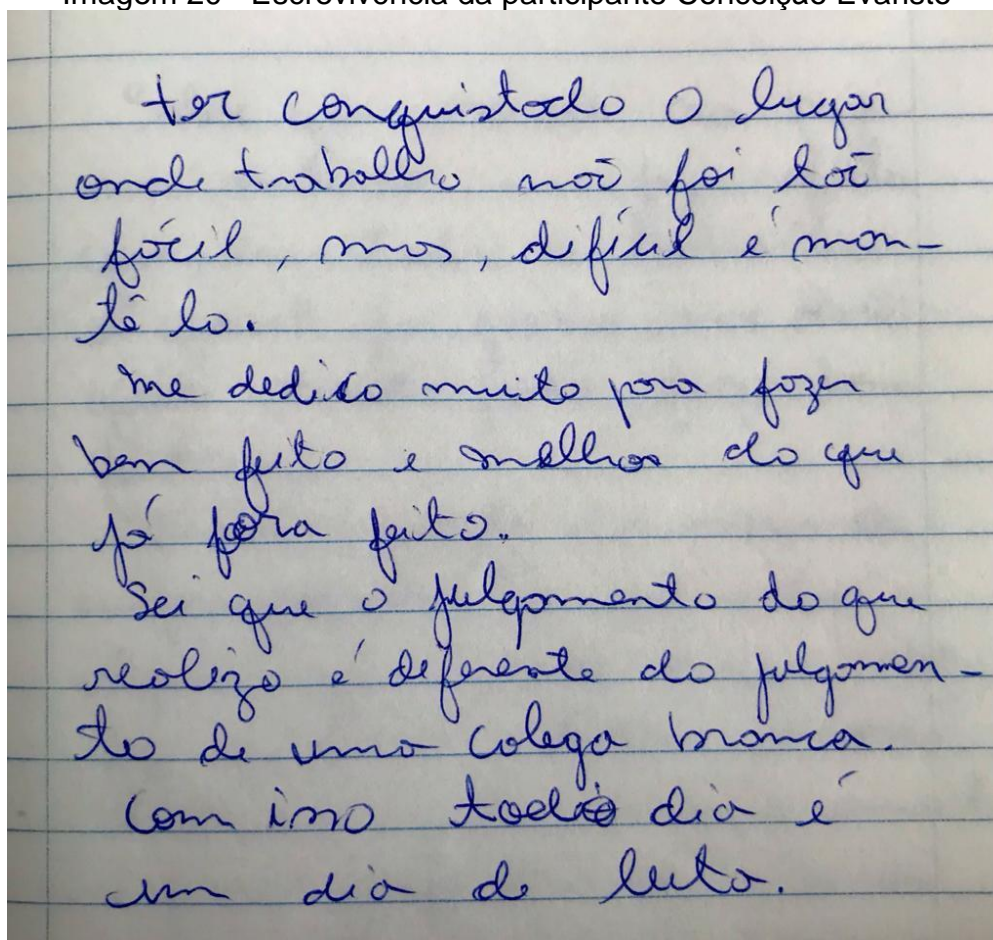 Imagem 20 - Escrevivência da participante Conceição Evaristo
ter conquistado o lugar
onde trabalho não foi tão
fácil, mas, difícil é man-
tê lo.
me dedico muito para fazer
bem feito e melhor do que
já fora feito.
Sei que o julgamento do que
realizo é diferente do julgamen-
to de uma colega branca.
Com isso todo dia é
um dia de luta.